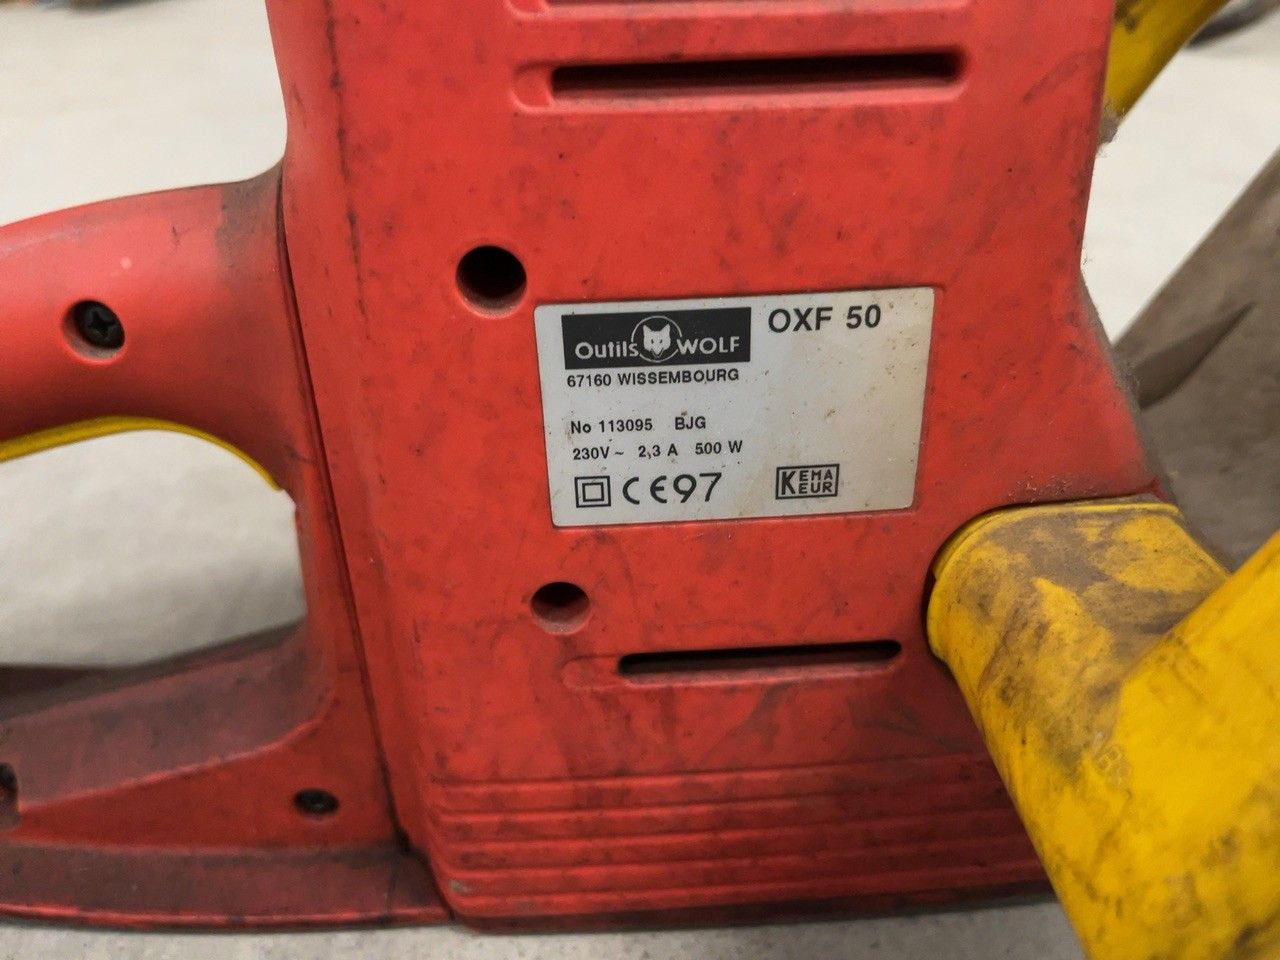 Outils WOLF OXF 50
67160 WISSEMBOURG
No 113095 BJG
230V ~ 2,3 A 500 W
CE97 KEMA
KEUR